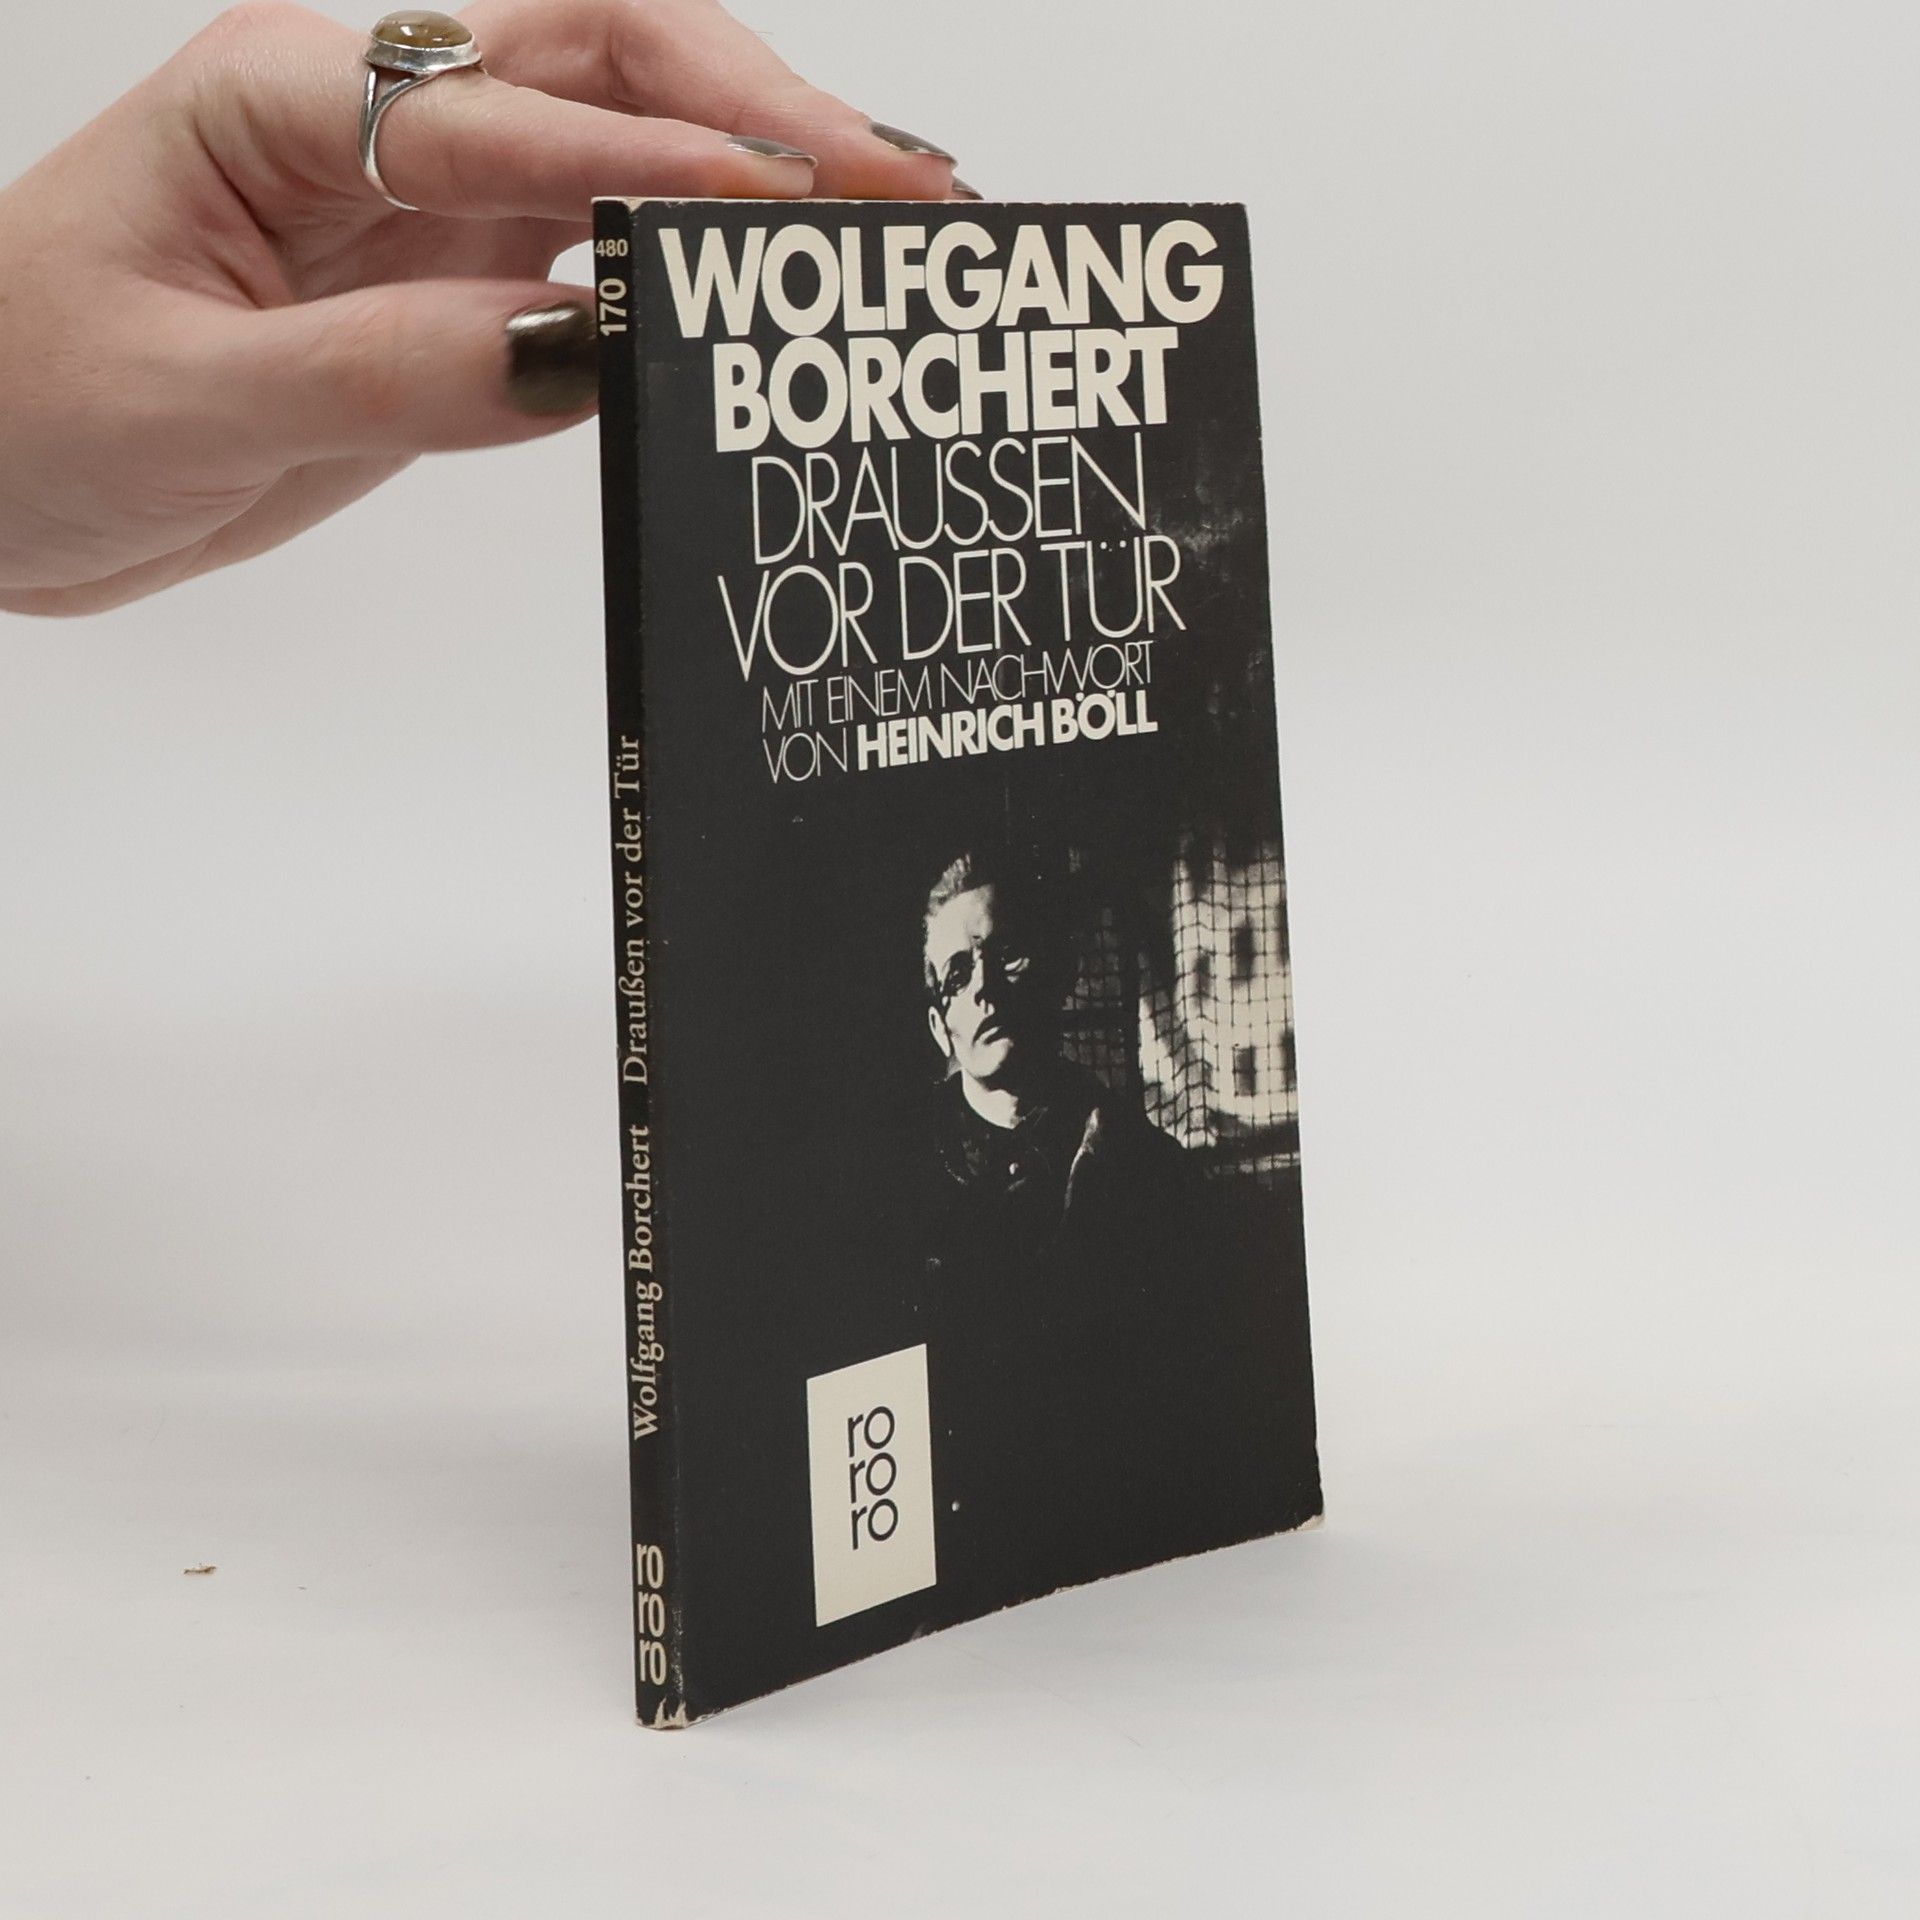 WOLFGANG
BORCHERT
DRAUSSEN
VOR DER TÜR
MIT EINEM NACHWORT
VON HEINRICH BÖLL
ro
ro
ro
480
170
Wolfgang Borchert Draußen vor der Tür
ro
ro
ro